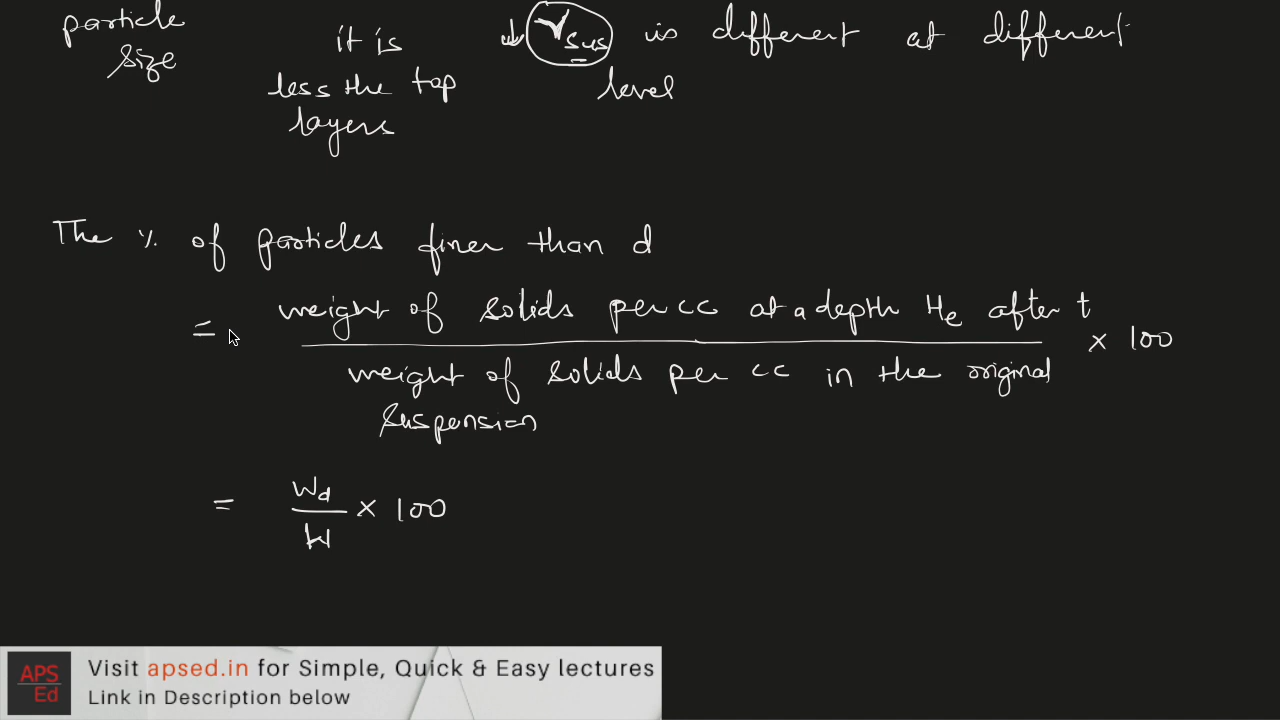 particle size
it is less the top layers
↓ γsus is different at different level
The % of particles finer than d
= weight of solids per cc at a depth He after t
weight of solids per cc in the original suspension
× 100
= Wd / W × 100
APS Ed
Visit apsed.in for Simple, Quick & Easy lectures
Link in Description below